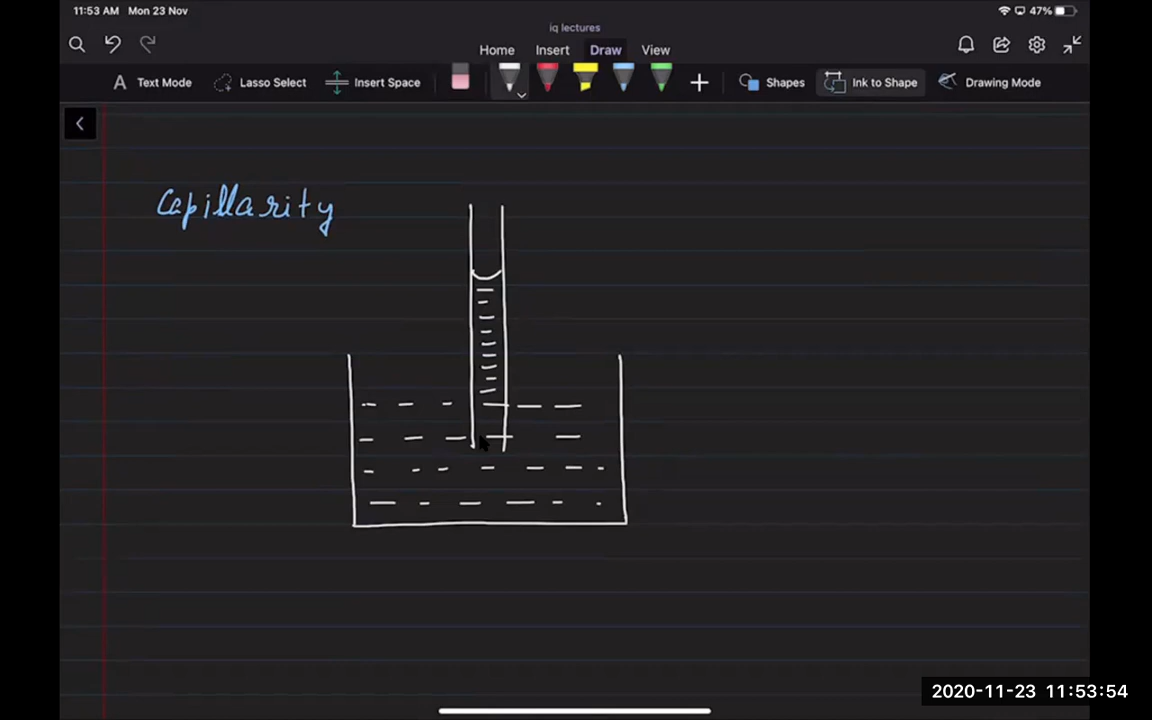 11:53 AM Mon 23 Nov
47%
iq lectures
Home Insert Draw View
Text Mode Lasso Select Insert Space Shapes Ink to Shape Drawing Mode
Capillarity
2020-11-23 11:53:54